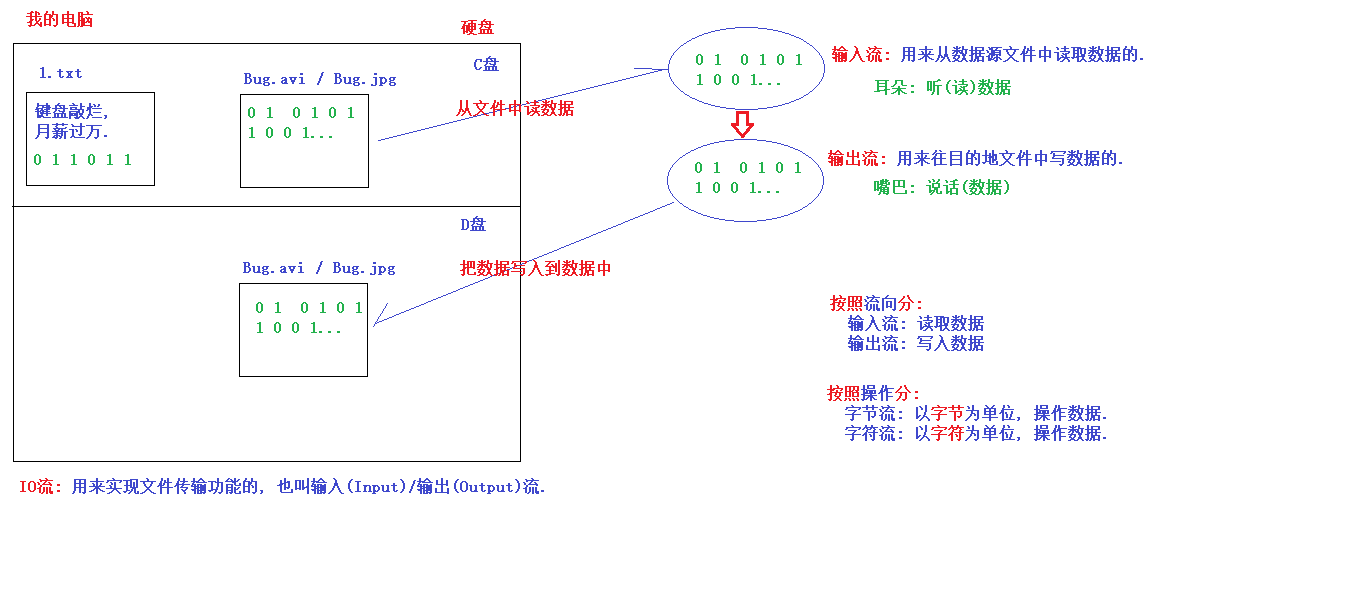 我的电脑
硬盘
C盘
1.txt
键盘敲烂,
月薪过万.
0 1 1 0 1 1
Bug.avi / Bug.jpg
0 1 0 1 0 1
1 0 0 1...
从文件中读数据
0 1 0 1 0 1
1 0 0 1...
输入流: 用来从数据源文件中读取数据的.
耳朵: 听(读)数据
0 1 0 1 0 1
1 0 0 1...
输出流: 用来往目的地文件中写数据的.
嘴巴: 说话(数据)
D盘
Bug.avi / Bug.jpg
0 1 0 1 0 1
1 0 0 1...
把数据写入到数据中
按照流向分:
输入流: 读取数据
输出流: 写入数据
按照操作分:
字节流: 以字节为单位, 操作数据.
字符流: 以字符为单位, 操作数据.
IO流: 用来实现文件传输功能的, 也叫输入(Input)/输出(Output)流.